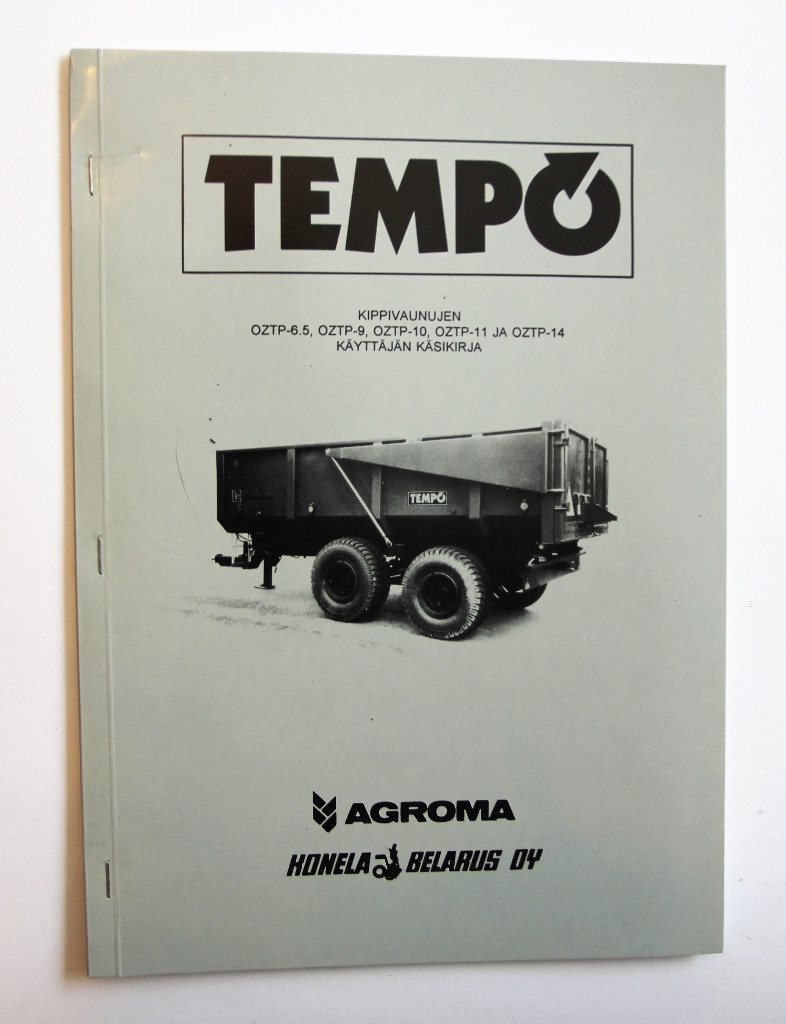 TEMPO
KIPPIVAUNUJEN
OZTP-6.5, OZTP-9, OZTP-10, OZTP-11 JA OZTP-14
KÄYTTÄJÄN KÄSIKIRJA
TEMPO
AGROMA
KONELA BELARUS OY